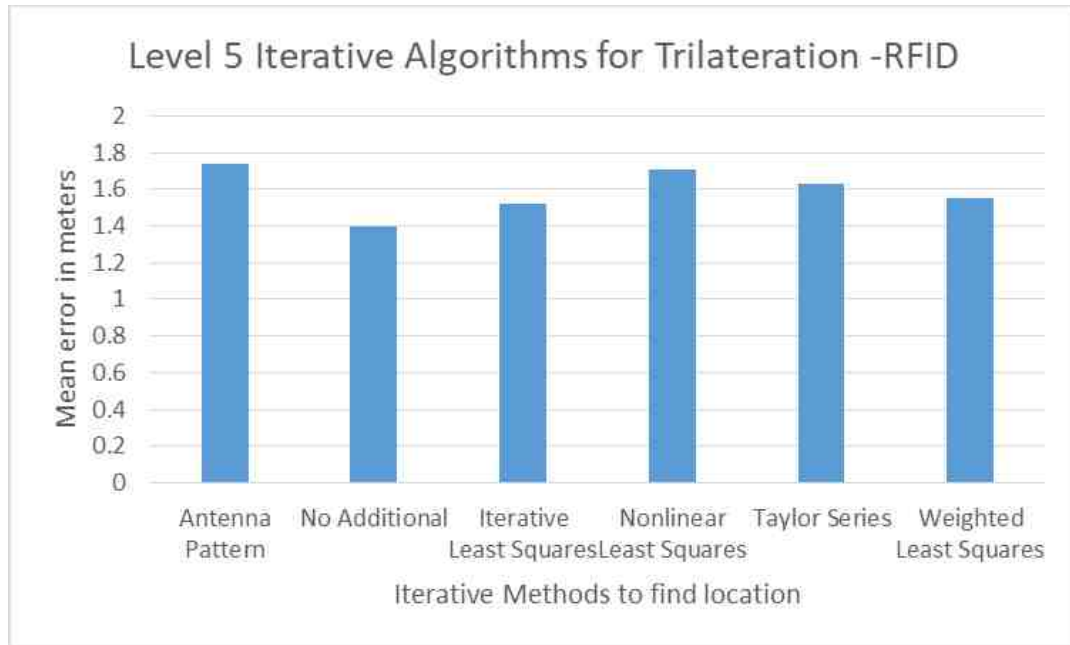 Level 5 Iterative Algorithms for Trilateration -RFID
2
1.8
1.6
1.4
1.2
1
0.8
0.6
0.4
0.2
0
Mean error in meters
Antenna No Additional Iterative Nonlinear Taylor Series Weighted
Pattern Least Squares Least Squares Least Squares
Iterative Methods to find location